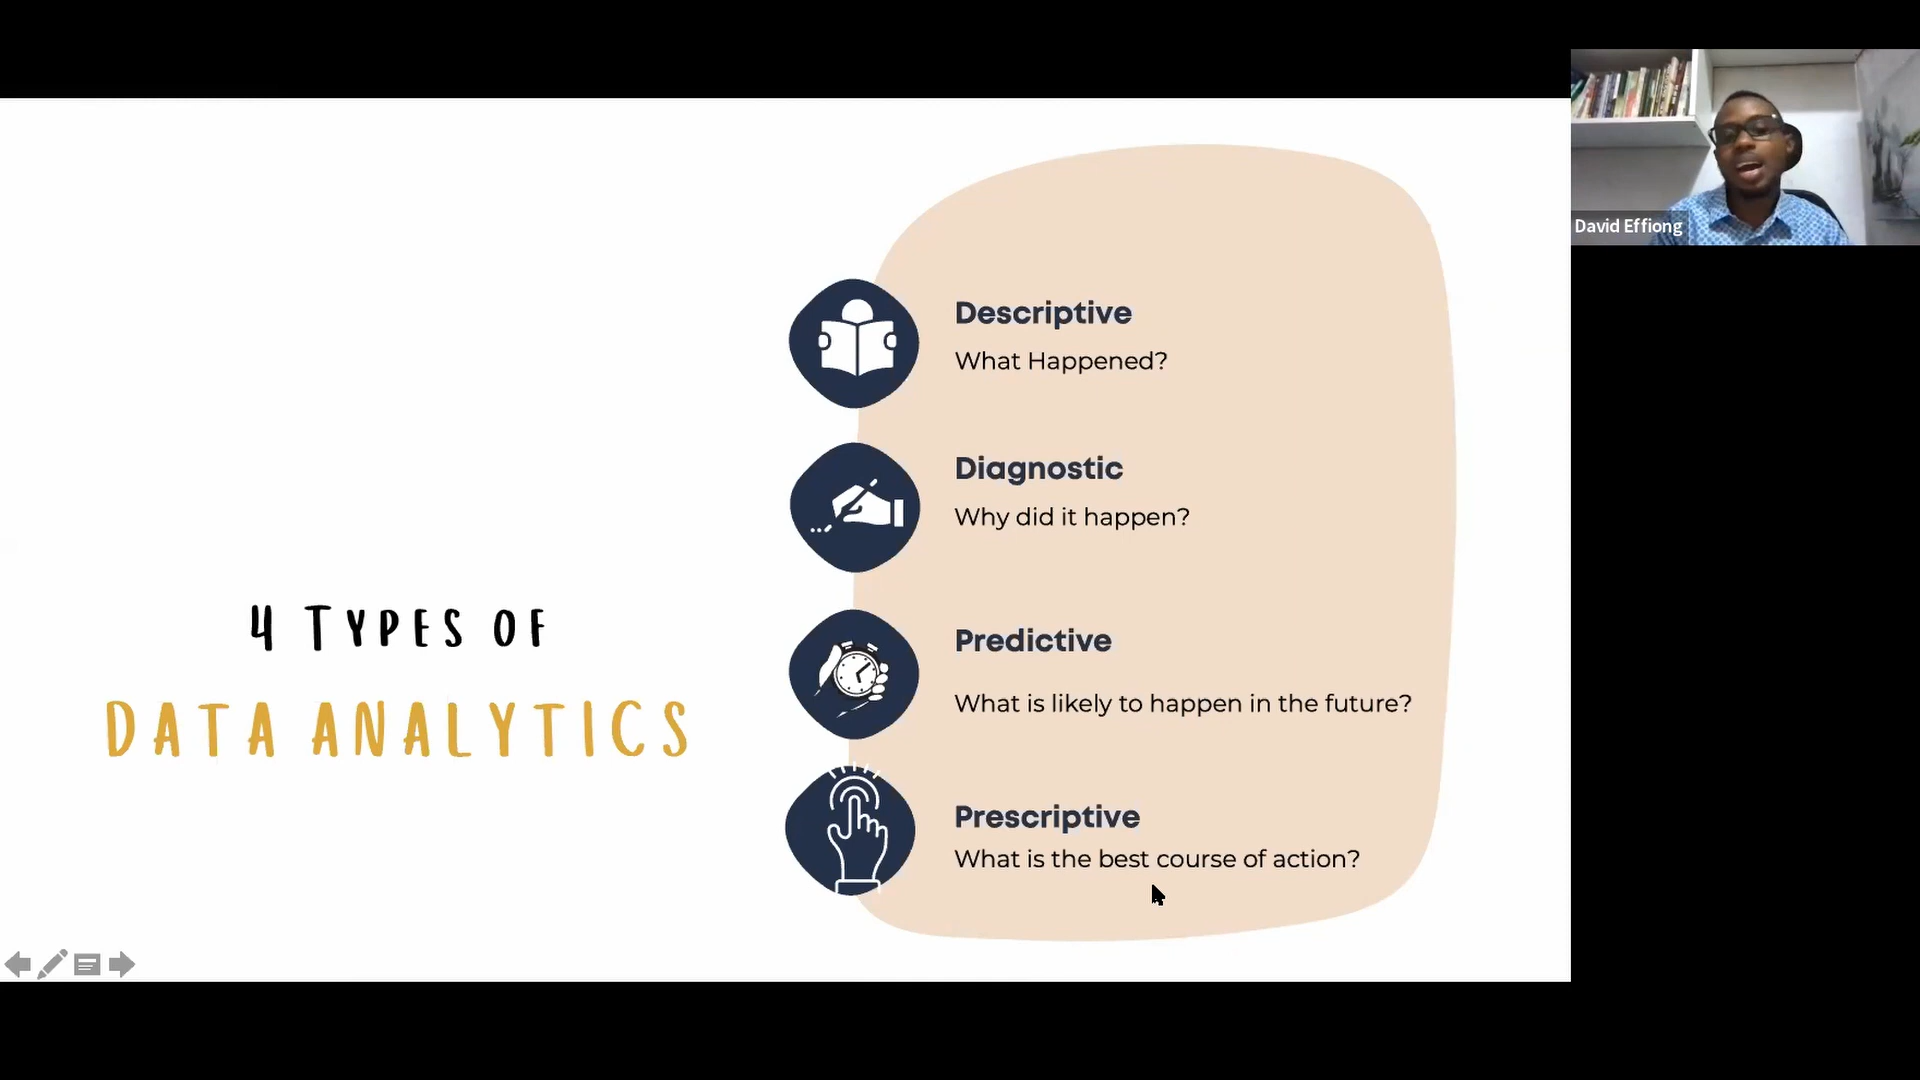 4 TYPES OF
DATA ANALYTICS
Descriptive
What Happened?
Diagnostic
Why did it happen?
Predictive
What is likely to happen in the future?
Prescriptive
What is the best course of action?
David Effiong